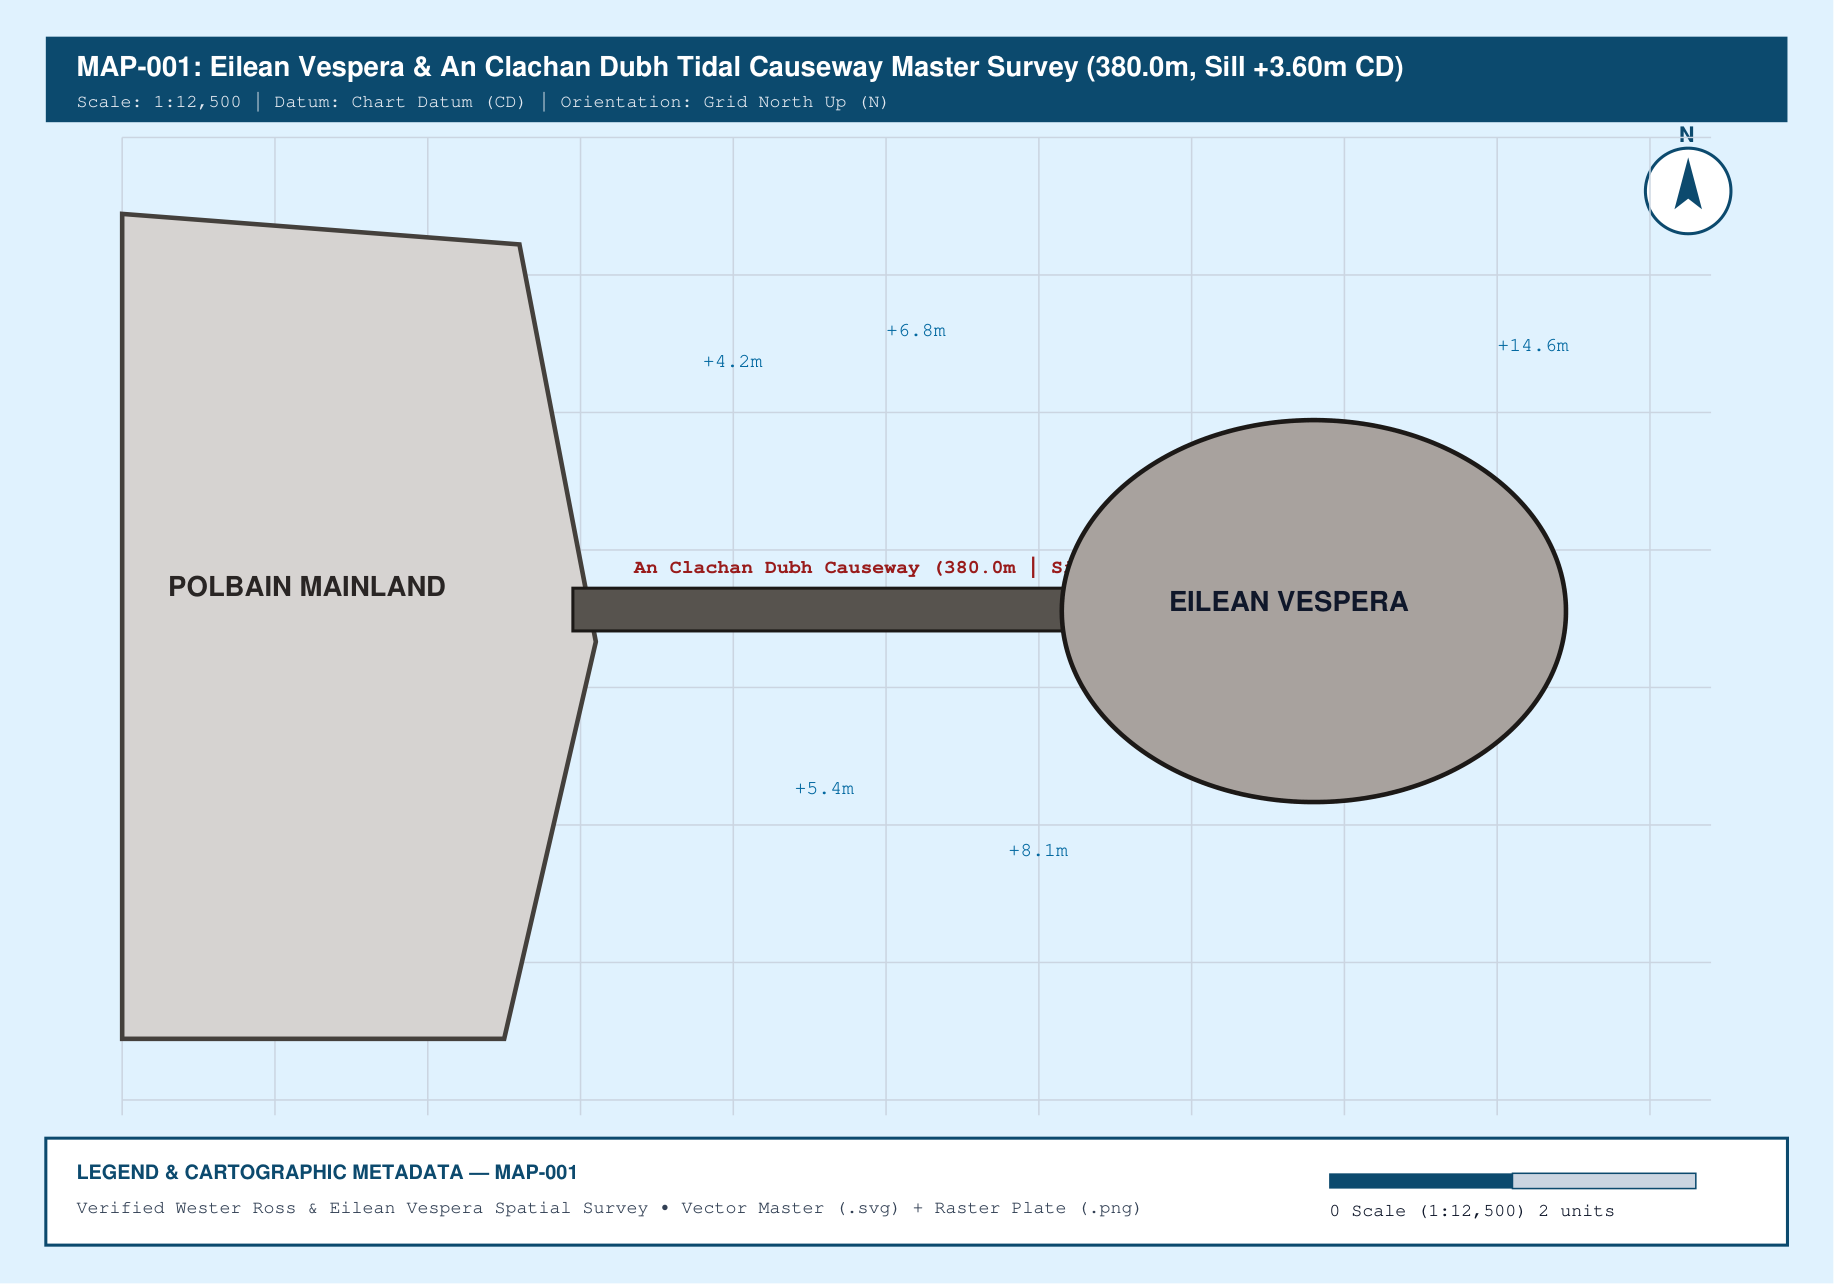 MAP-001: Eilean Vespera & An Clachan Dubh Tidal Causeway Master Survey (380.0m, Sill +3.60m CD)
Scale: 1:12,500 | Datum: Chart Datum (CD) | Orientation: Grid North Up (N)
N
+6.8m
+14.6m
+4.2m
An Clachan Dubh Causeway (380.0m |
POLBAIN MAINLAND
EILEAN VESPERA
+5.4m
+8.1m
LEGEND & CARTOGRAPHIC METADATA — MAP-001
Verified Wester Ross & Eilean Vespera Spatial Survey • Vector Master (.svg) + Raster Plate (.png)
0 Scale (1:12,500) 2 units